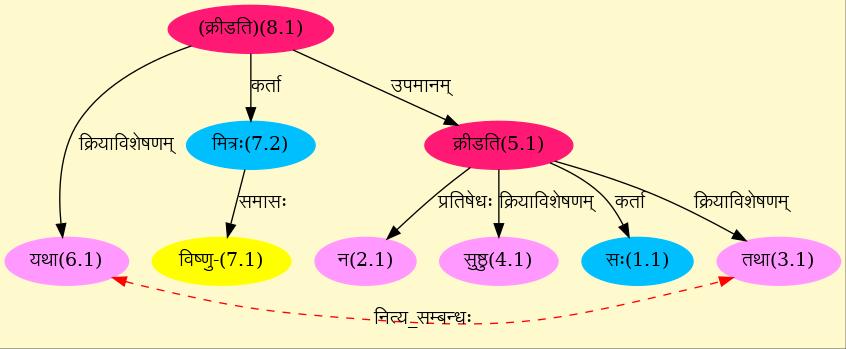 (क्रीडति)(8.1)
कर्ता
उपमानम्
क्रियाविशेषणम्
मित्रः(7.2)
क्रीडति(5.1)
समासः
प्रतिषेधः
क्रियाविशेषणम्
कर्ता
क्रियाविशेषणम्
यथा(6.1)
विष्णु-(7.1)
न(2.1)
सुष्ठु(4.1)
सः(1.1)
तथा(3.1)
नित्य_सम्बन्धः